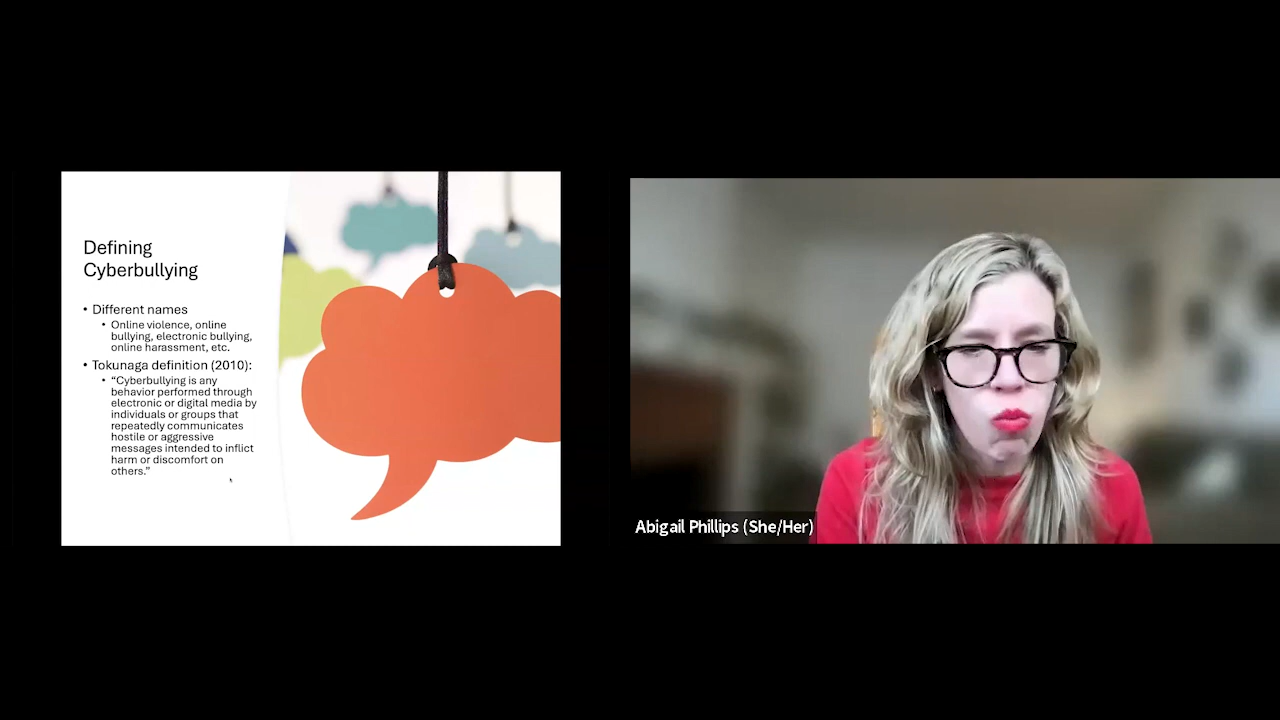 Defining
Cyberbullying
• Different names
• Online violence, online
bullying, electronic bullying,
online harassment, etc.
• Tokunaga definition (2010):
• “Cyberbullying is any
behavior performed through
electronic or digital media by
individuals or groups that
repeatedly communicates
hostile or aggressive
messages intended to inflict
harm or discomfort on
others.”
Abigail Phillips (She/Her)